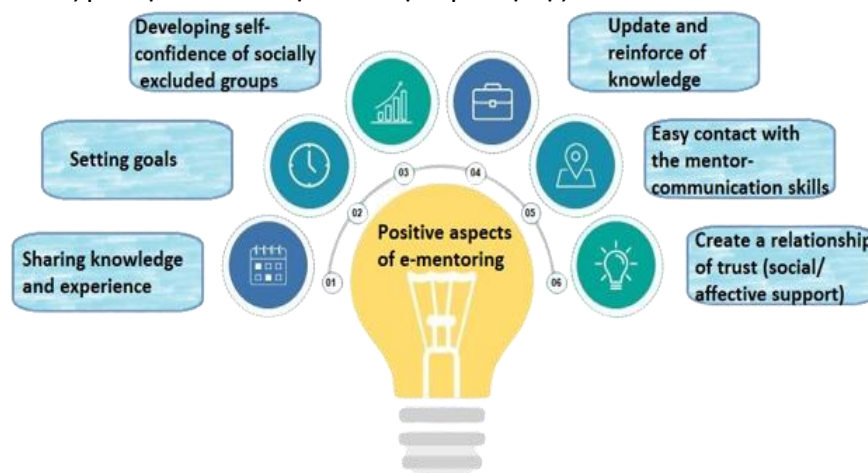 Developing self-
confidence of socially
excluded groups
Update and
reinforce of
knowledge
Setting goals
Easy contact with
the mentor-
communication skills
Sharing knowledge
and experience
Create a relationship
of trust (social/
affective support)
Positive aspects
of e-mentoring
01
02
03
04
05
06